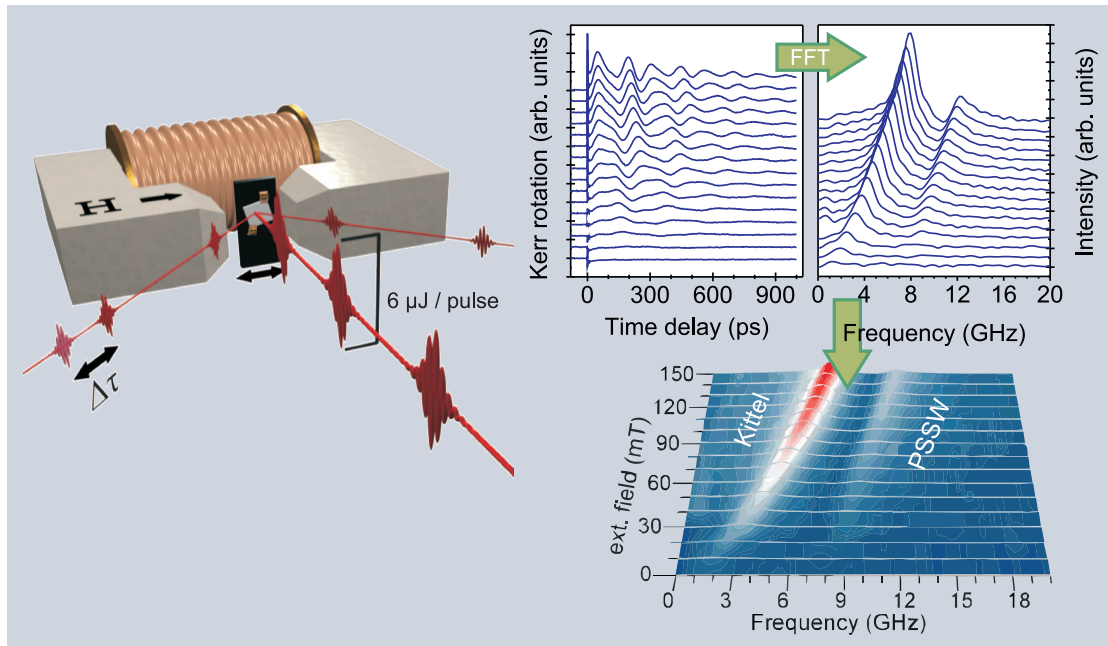 H
Δτ
6 µJ / pulse
Kerr rotation (arb. units)
0 300 600 900
Time delay (ps)
FFT
0 4 8 12 16 20
Frequency (GHz)
Intensity (arb. units)
150
120
90
60
30
0
ext. field (mT)
Kittel
PSSW
0 3 6 9 12 15 18
Frequency (GHz)